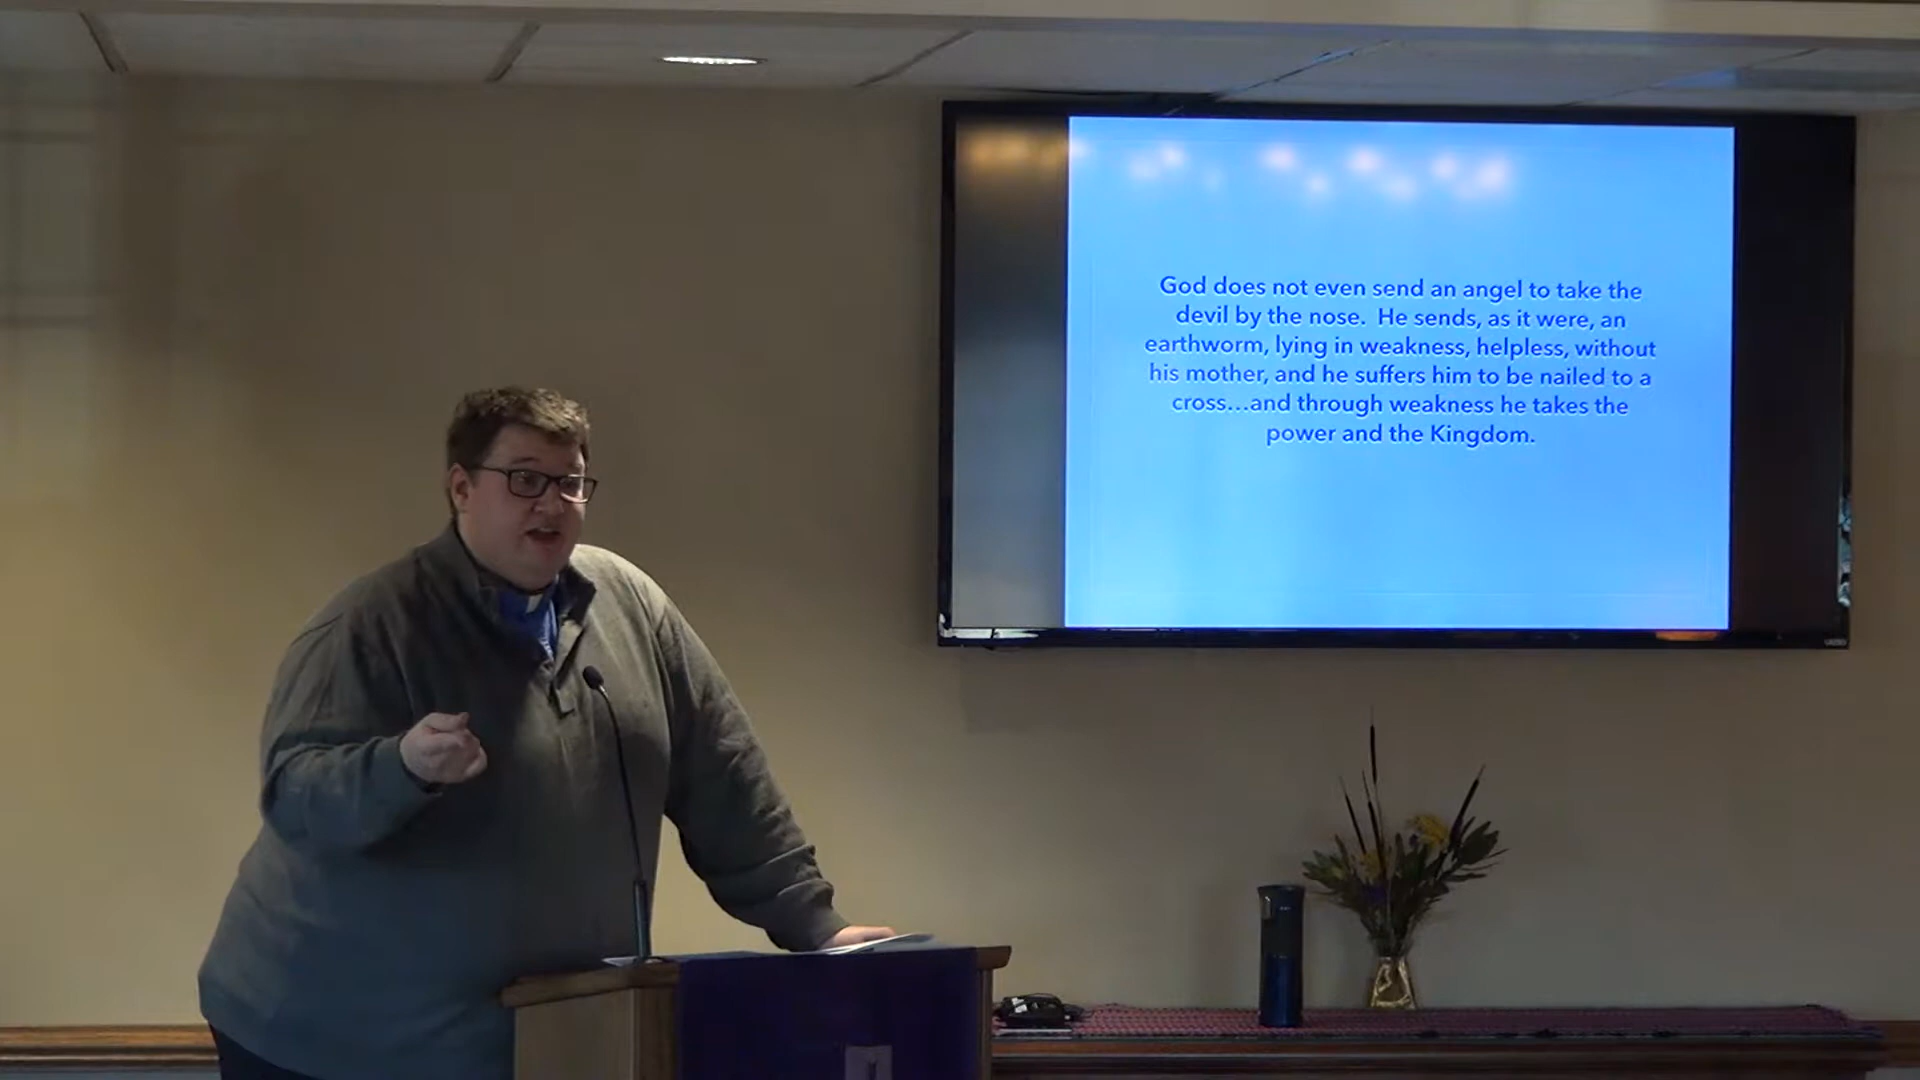 God does not even send an angel to take the
devil by the nose. He sends, as it were, an
earthworm, lying in weakness, helpless, without
his mother, and he suffers him to be nailed to a
cross...and through weakness he takes the
power and the Kingdom.